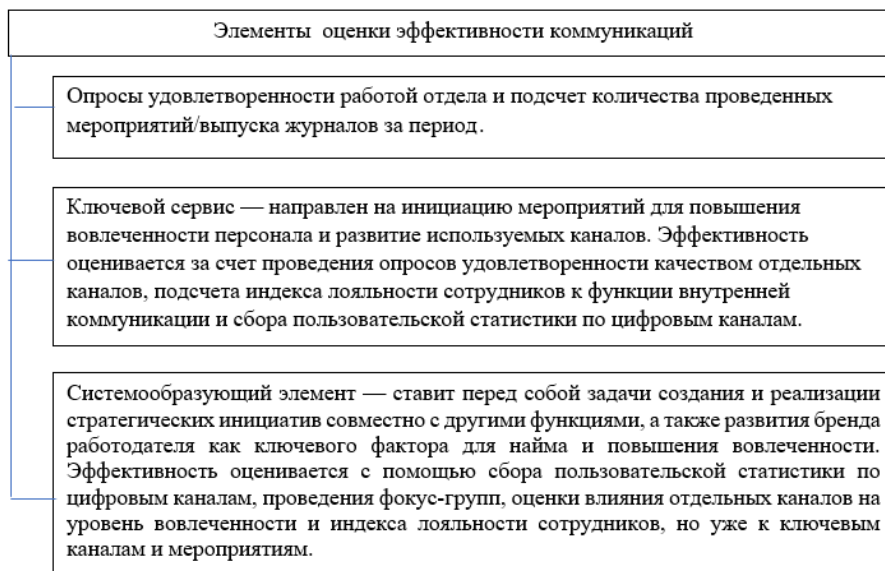 Элементы оценки эффективности коммуникаций
Опросы удовлетворенности работой отдела и подсчет количества проведенных
мероприятий/выпуска журналов за период.
Ключевой сервис — направлен на инициацию мероприятий для повышения
вовлеченности персонала и развитие используемых каналов. Эффективность
оценивается за счет проведения опросов удовлетворенности качеством отдельных
каналов, подсчета индекса лояльности сотрудников к функции внутренней
коммуникации и сбора пользовательской статистики по цифровым каналам.
Системообразующий элемент — ставит перед собой задачи создания и реализации
стратегических инициатив совместно с другими функциями, а также развития бренда
работодателя как ключевого фактора для найма и повышения вовлеченности.
Эффективность оценивается с помощью сбора пользовательской статистики по
цифровым каналам, проведения фокус-групп, оценки влияния отдельных каналов на
уровень вовлеченности и индекса лояльности сотрудников, но уже к ключевым
каналам и мероприятиям.